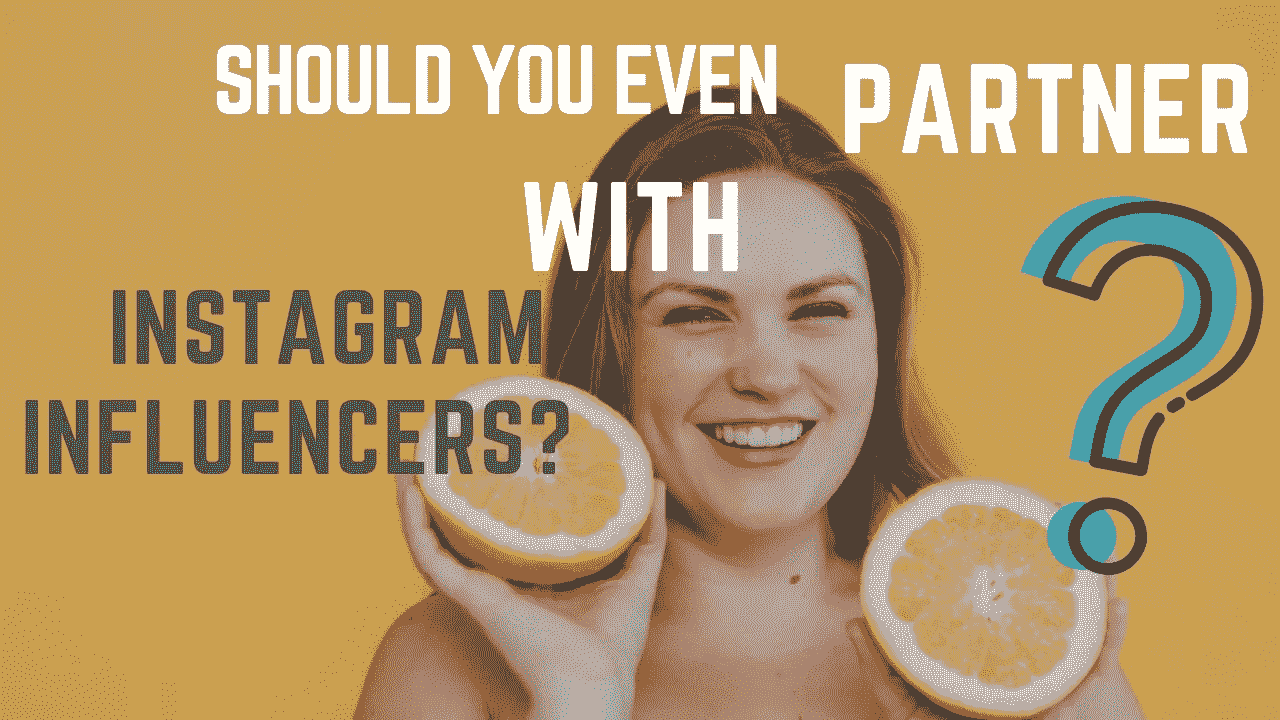 SHOULD YOU EVEN PARTNER
WITH
INSTAGRAM
INFLUENCERS?
?